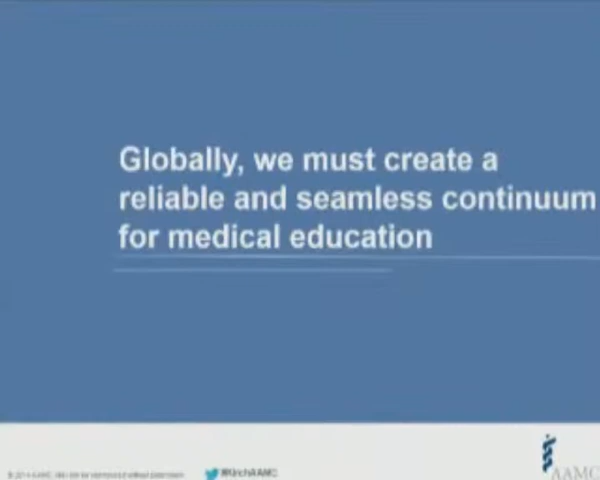 Globally, we must create a
reliable and seamless continuum
for medical education
AAMC